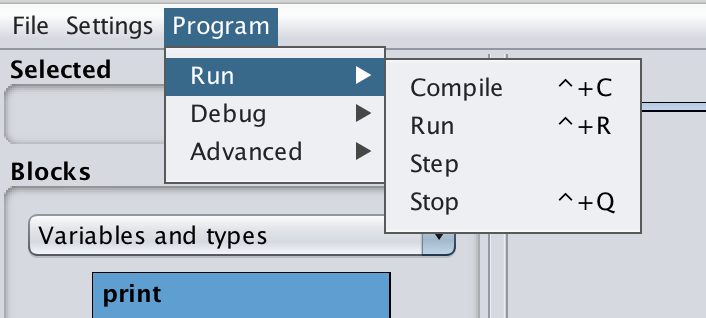 File Settings Program
Selected
Run
Debug
Advanced
Compile ^+C
Run ^+R
Step
Stop ^+Q
Blocks
Variables and types
print